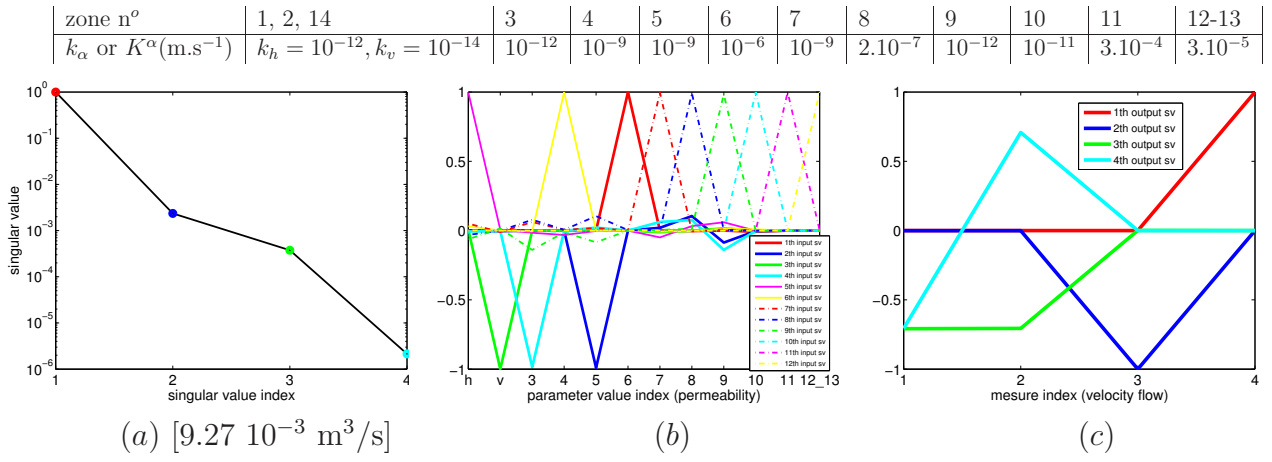 zone nᵒ 1, 2, 14 3 4 5 6 7 8 9 10 11 12-13
k_α or K^α(m.s⁻¹) k_h = 10⁻¹², k_v = 10⁻¹⁴ 10⁻¹² 10⁻⁹ 10⁻⁹ 10⁻⁶ 10⁻⁹ 2.10⁻⁷ 10⁻¹² 10⁻¹¹ 3.10⁻⁴ 3.10⁻⁵
10⁰
10⁻¹
10⁻²
10⁻³
10⁻⁴
10⁻⁵
10⁻⁶
singular value
1 2 3 4
singular value index
(a) [9.27 10⁻³ m³/s]
1
0.5
0
−0.5
−1
1th input sv
2th input sv
3th input sv
4th input sv
5th input sv
6th input sv
7th input sv
8th input sv
9th input sv
10th input sv
11th input sv
12th input sv
h v 3 4 5 6 7 8 9 10 11 12_13
parameter value index (permeability)
(b)
1
0.5
0
−0.5
−1
1th output sv
2th output sv
3th output sv
4th output sv
1 2 3 4
mesure index (velocity flow)
(c)